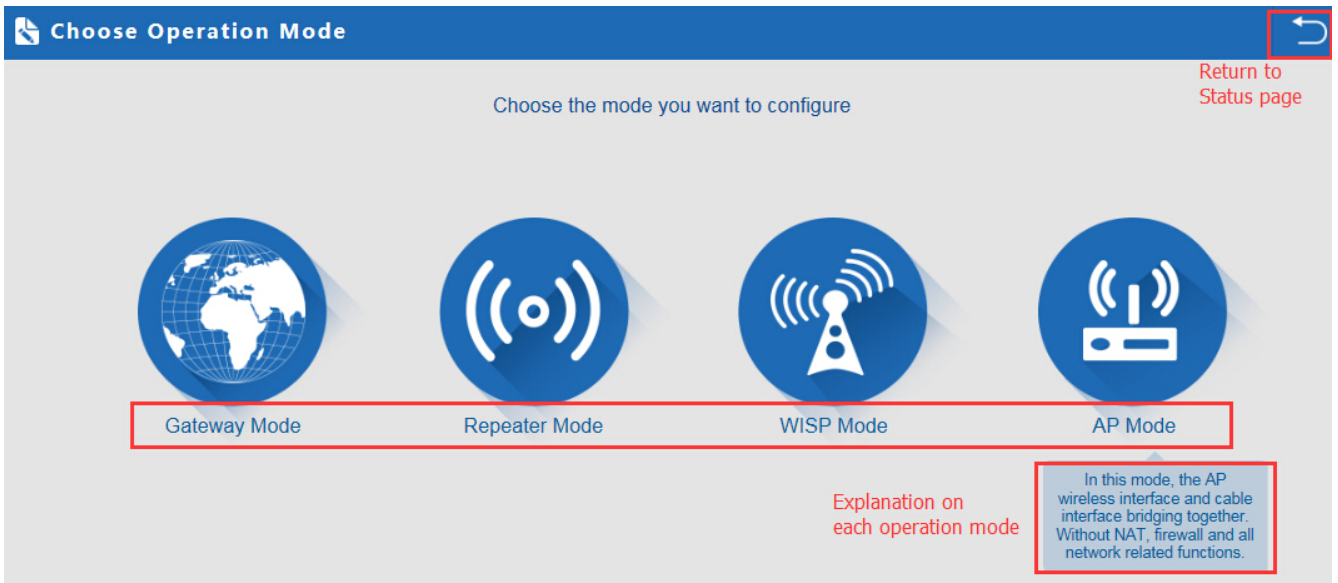 Choose Operation Mode
Return to
Status page
Choose the mode you want to configure
Gateway Mode
Repeater Mode
WISP Mode
AP Mode
Explanation on
each operation mode
In this mode, the AP
wireless interface and cable
interface bridging together.
Without NAT, firewall and all
network related functions.